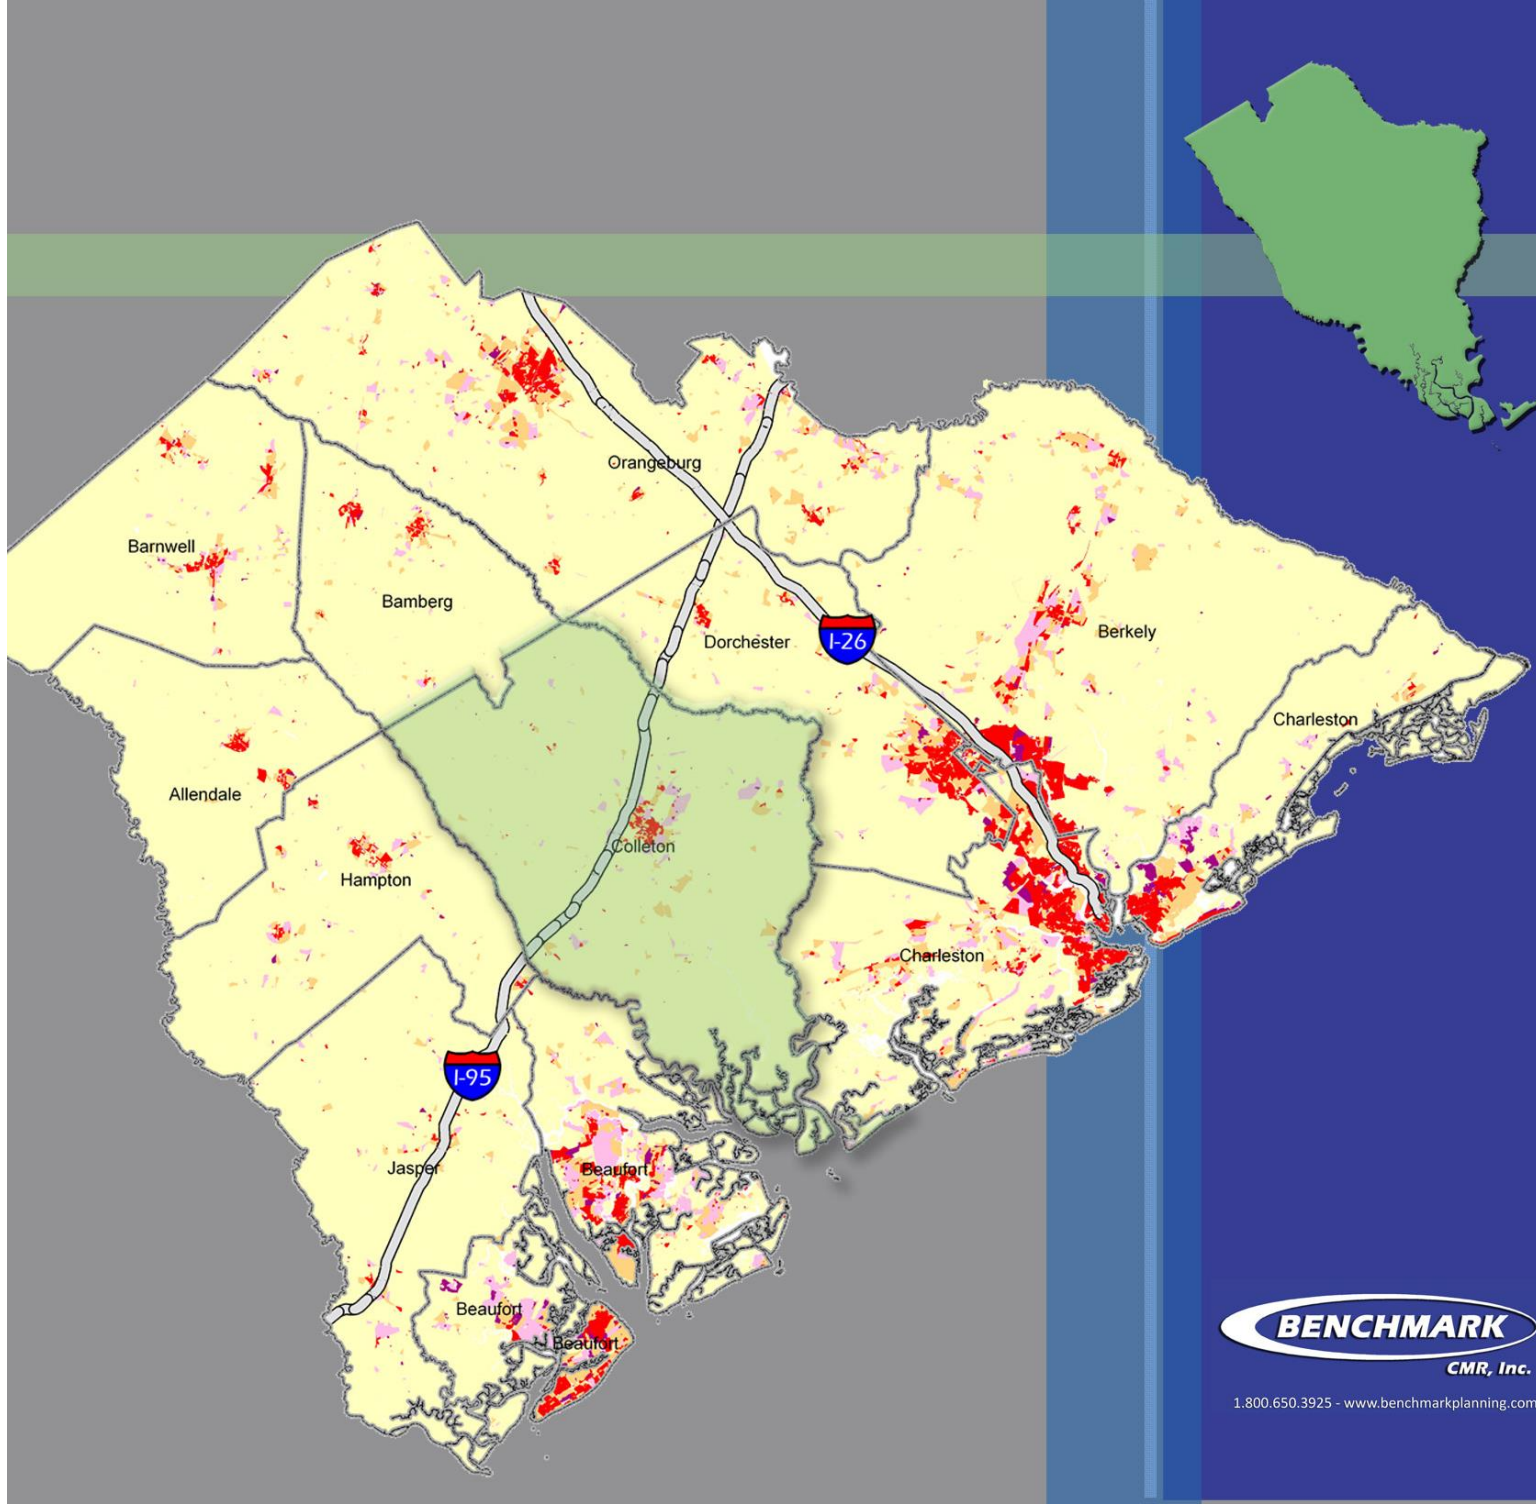 Orangeburg
Barnwell
Bamberg
I-26
Dorchester
Berkely
Charleston
Allendale
Colleton
Hampton
Charleston
I-95
Jasper
Beaufort
Beaufort
Beaufort
BENCHMARK
CMR, Inc.
1.800.650.3925 - www.benchmarkplanning.com